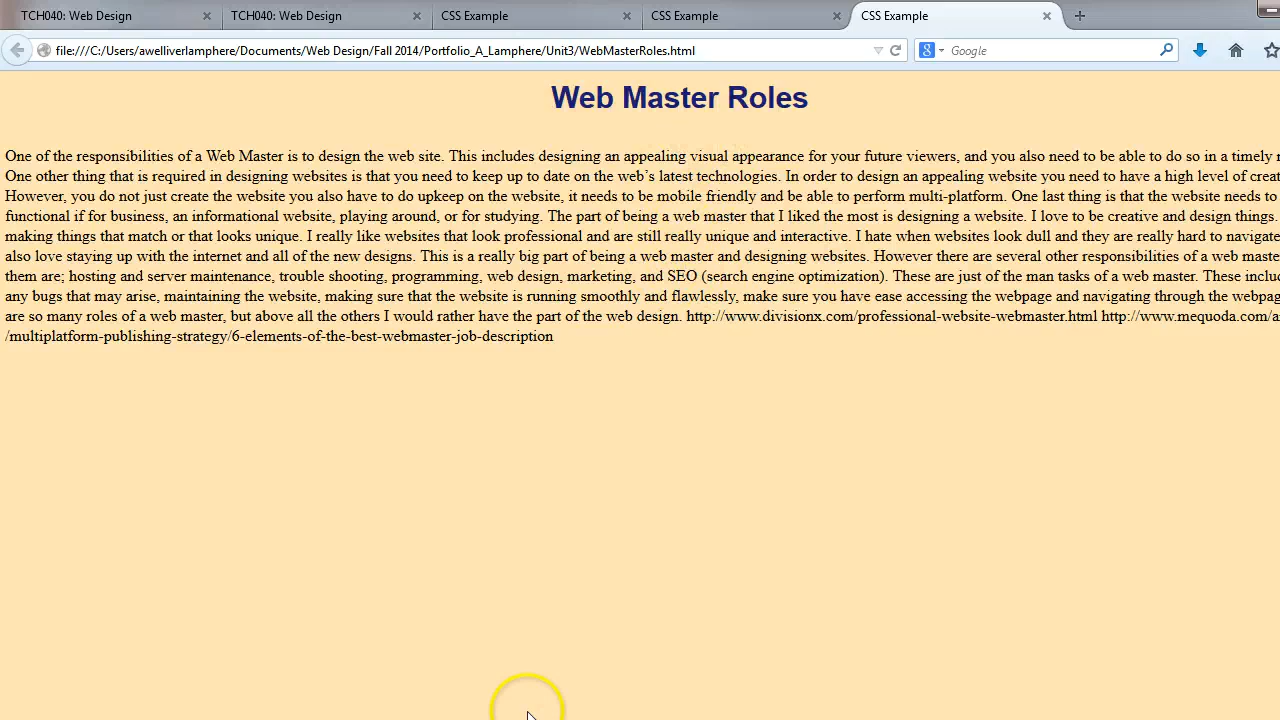 TCH040: Web Design TCH040: Web Design CSS Example CSS Example CSS Example
file:///C:/Users/awelliverlamphere/Documents/Web Design/Fall 2014/Portfolio_A_Lamphere/Unit3/WebMasterRoles.html Google
Web Master Roles
One of the responsibilities of a Web Master is to design the web site. This includes designing an appealing visual appearance for your future viewers, and you also need to be able to do so in a timely
One other thing that is required in designing websites is that you need to keep up to date on the web’s latest technologies. In order to design an appealing website you need to have a high level of
However, you do not just create the website you also have to do upkeep on the website, it needs to be mobile friendly and be able to perform multi-platform. One last thing is that the website needs to
functional if for business, an informational website, playing around, or for studying. The part of being a web master that I liked the most is designing a website. I love to be creative and design things.
making things that match or that looks unique. I really like websites that look professional and are still really unique and interactive. I hate when websites look dull and they are really hard to navigate
also love staying up with the internet and all of the new designs. This is a really big part of being a web master and designing websites. However there are several other responsibilities of a web
them are; hosting and server maintenance, trouble shooting, programming, web design, marketing, and SEO (search engine optimization). These are just of the man tasks of a web master. These
any bugs that may arise, maintaining the website, making sure that the website is running smoothly and flawlessly, make sure you have ease accessing the webpage and navigating through the
are so many roles of a web master, but above all the others I would rather have the part of the web design. http://www.divisionx.com/professional-website-webmaster.html http://www.mequoda.com/
/multiplatform-publishing-strategy/6-elements-of-the-best-webmaster-job-description